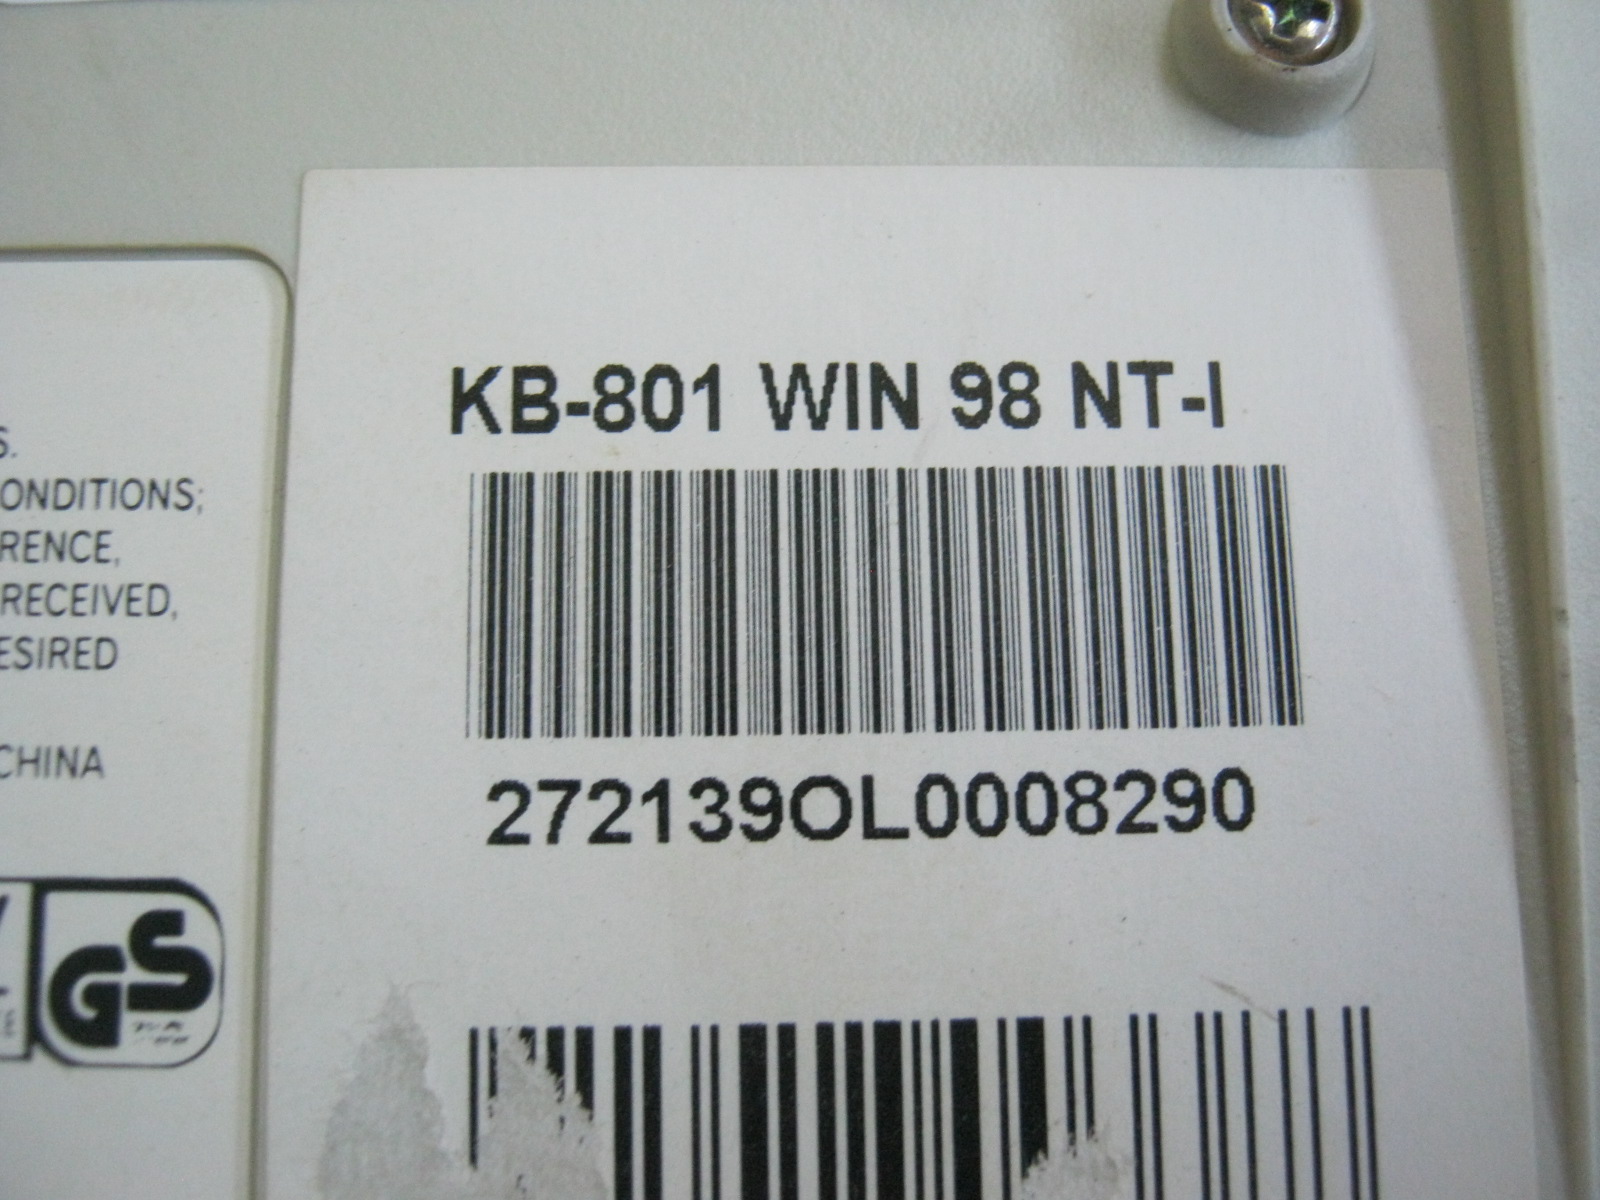 S.
ONDITIONS;
RENCE,
RECEIVED,
ESIRED
CHINA
GS
KB-801 WIN 98 NT-I
272139OL0008290